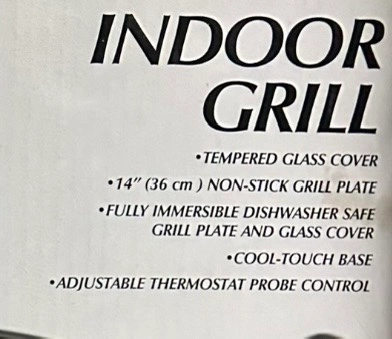 INDOOR
GRILL
•TEMPERED GLASS COVER
•14" (36 cm ) NON-STICK GRILL PLATE
•FULLY IMMERSIBLE DISHWASHER SAFE
GRILL PLATE AND GLASS COVER
•COOL-TOUCH BASE
•ADJUSTABLE THERMOSTAT PROBE CONTROL